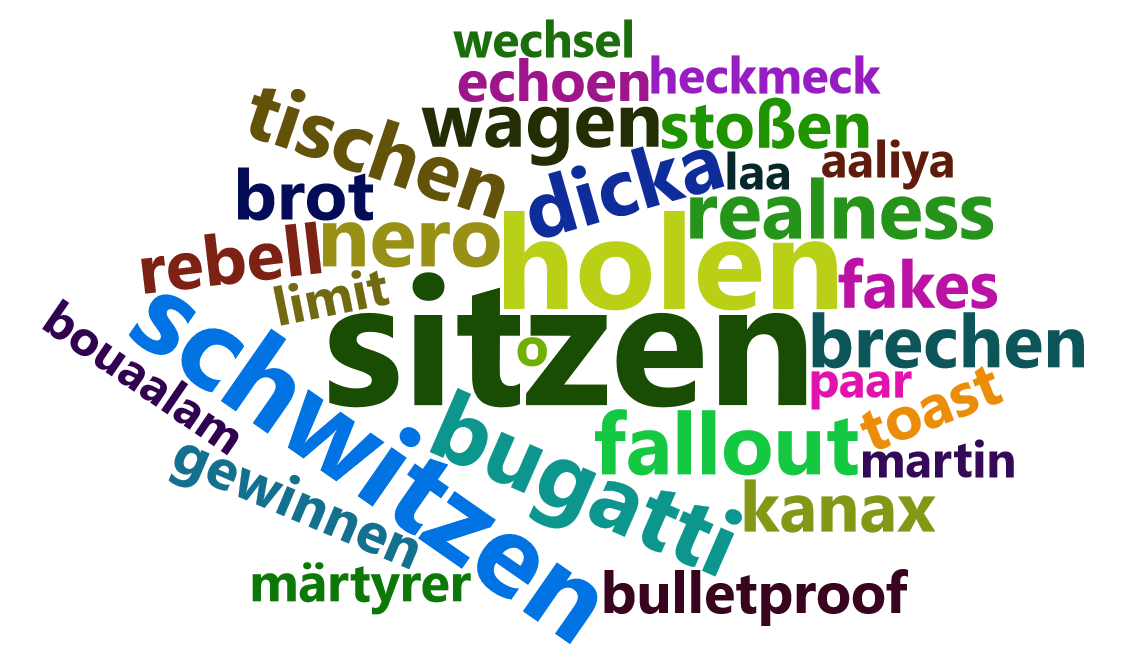 wechsel
echoen
heckmeck
tischen
wagen
stoßen
dicka
laa
aaliya
brot
realness
rebell
nero
holen
limit
fakes
sitzen
o
brechen
bouaalam
schwitzen
paar
toast
bugatti
fallout
martin
gewinnen
kanax
märtyrer
bulletproof